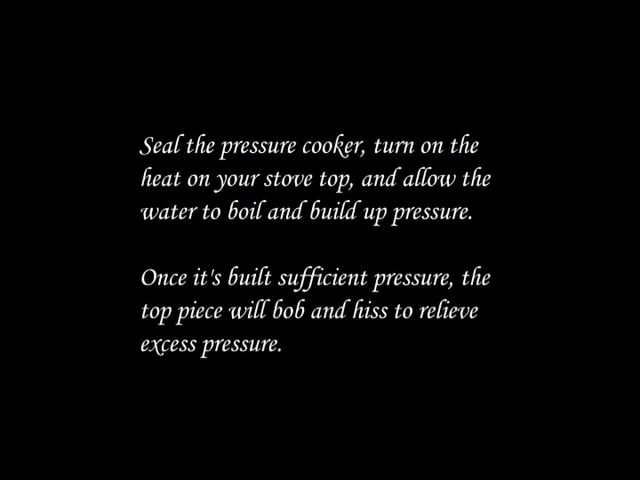 Seal the pressure cooker, turn on the
heat on your stove top, and allow the
water to boil and build up pressure.
Once it's built sufficient pressure, the
top piece will bob and hiss to relieve
excess pressure.